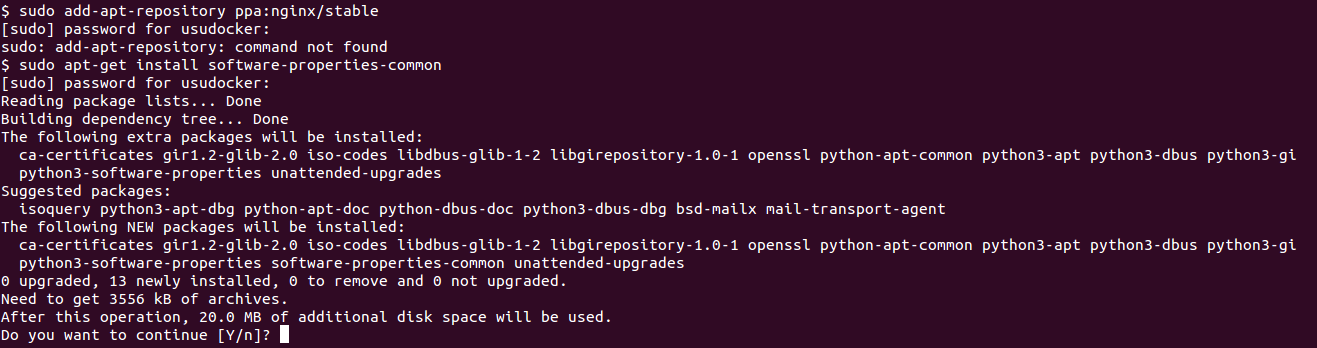 $ sudo add-apt-repository ppa:nginx/stable
[sudo] password for usudocker:
sudo: add-apt-repository: command not found
$ sudo apt-get install software-properties-common
[sudo] password for usudocker:
Reading package lists... Done
Building dependency tree... Done
The following extra packages will be installed:
  ca-certificates gir1.2-glib-2.0 iso-codes libdbus-glib-1-2 libgirepository-1.0-1 openssl python-apt-common python3-apt python3-dbus python3-gi
  python3-software-properties unattended-upgrades
Suggested packages:
  isoquery python3-apt-dbg python-apt-doc python-dbus-doc python3-dbus-dbg bsd-mailx mail-transport-agent
The following NEW packages will be installed:
  ca-certificates gir1.2-glib-2.0 iso-codes libdbus-glib-1-2 libgirepository-1.0-1 openssl python-apt-common python3-apt python3-dbus python3-gi
  python3-software-properties software-properties-common unattended-upgrades
0 upgraded, 13 newly installed, 0 to remove and 0 not upgraded.
Need to get 3556 kB of archives.
After this operation, 20.0 MB of additional disk space will be used.
Do you want to continue [Y/n]?